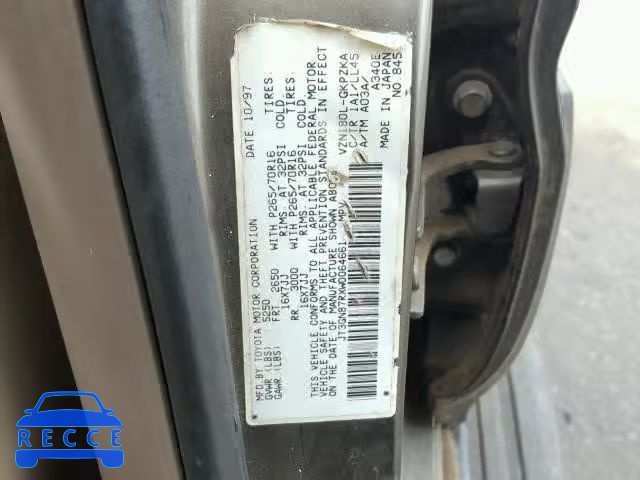 MFD.BY TOYOTA MOTOR CORPORATION DATE 10/97
GVWR (LBS) 5250
GAWR (LBS) FRT 2650 WITH P265/70R16 TIRES.
16X7JJ RIMS. AT 32PSI COLD.
RR 3000 WITH P265/70R16 TIRES.
16X7JJ RIMS. AT 32PSI COLD.
THIS VEHICLE CONFORMS TO ALL APPLICABLE FEDERAL MOTOR
VEHICLE SAFETY AND THEFT PREVENTION STANDARDS IN EFFECT
ON THE DATE OF MANUFACTURE SHOWN ABOVE.
JT3GN87RXW0064661 MPV VZN180L-GKPZKA
C/TR 1A1/LL45
A/TM A03A/ A340E
MADE IN JAPAN
NO.845
RECCE